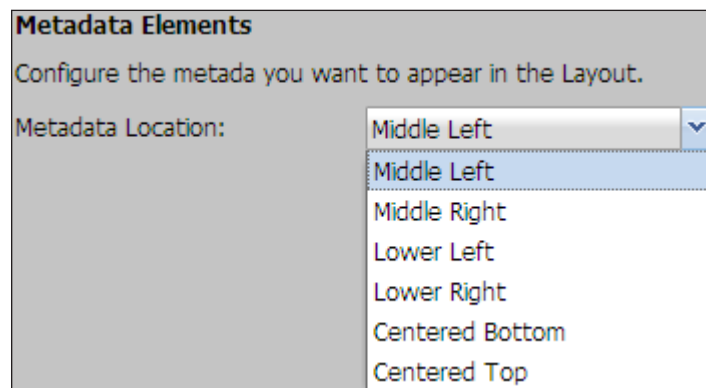 Metadata Elements
Configure the metada you want to appear in the Layout.
Metadata Location: Middle Left
Middle Left
Middle Right
Lower Left
Lower Right
Centered Bottom
Centered Top